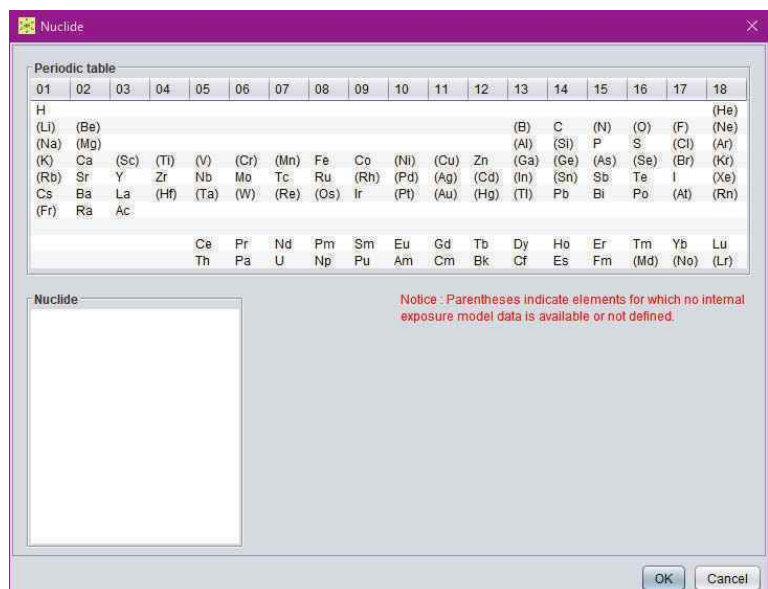 Nuclide
Periodic table
01 02 03 04 05 06 07 08 09 10 11 12 13 14 15 16 17 18
H (He)
(Li) (Be) (B) C (N) (O) (F) (Ne)
(Na) (Mg) (Al) (Si) P S (Cl) (Ar)
(K) Ca (Sc) (Ti) (V) (Cr) (Mn) Fe Co (Ni) (Cu) Zn (Ga) (Ge) (As) (Se) (Br) (Kr)
(Rb) Sr Y Zr Nb Mo Tc Ru (Rh) (Pd) (Ag) (Cd) (In) (Sn) Sb Te I (Xe)
Cs Ba La (Hf) (Ta) (W) (Re) (Os) Ir (Pt) (Au) (Hg) (Tl) Pb Bi Po (At) (Rn)
(Fr) Ra Ac
Ce Pr Nd Pm Sm Eu Gd Tb Dy Ho Er Tm Yb Lu
Th Pa U Np Pu Am Cm Bk Cf Es Fm (Md) (No) (Lr)
Nuclide
Notice : Parentheses indicate elements for which no internal
exposure model data is available or not defined.
OK Cancel